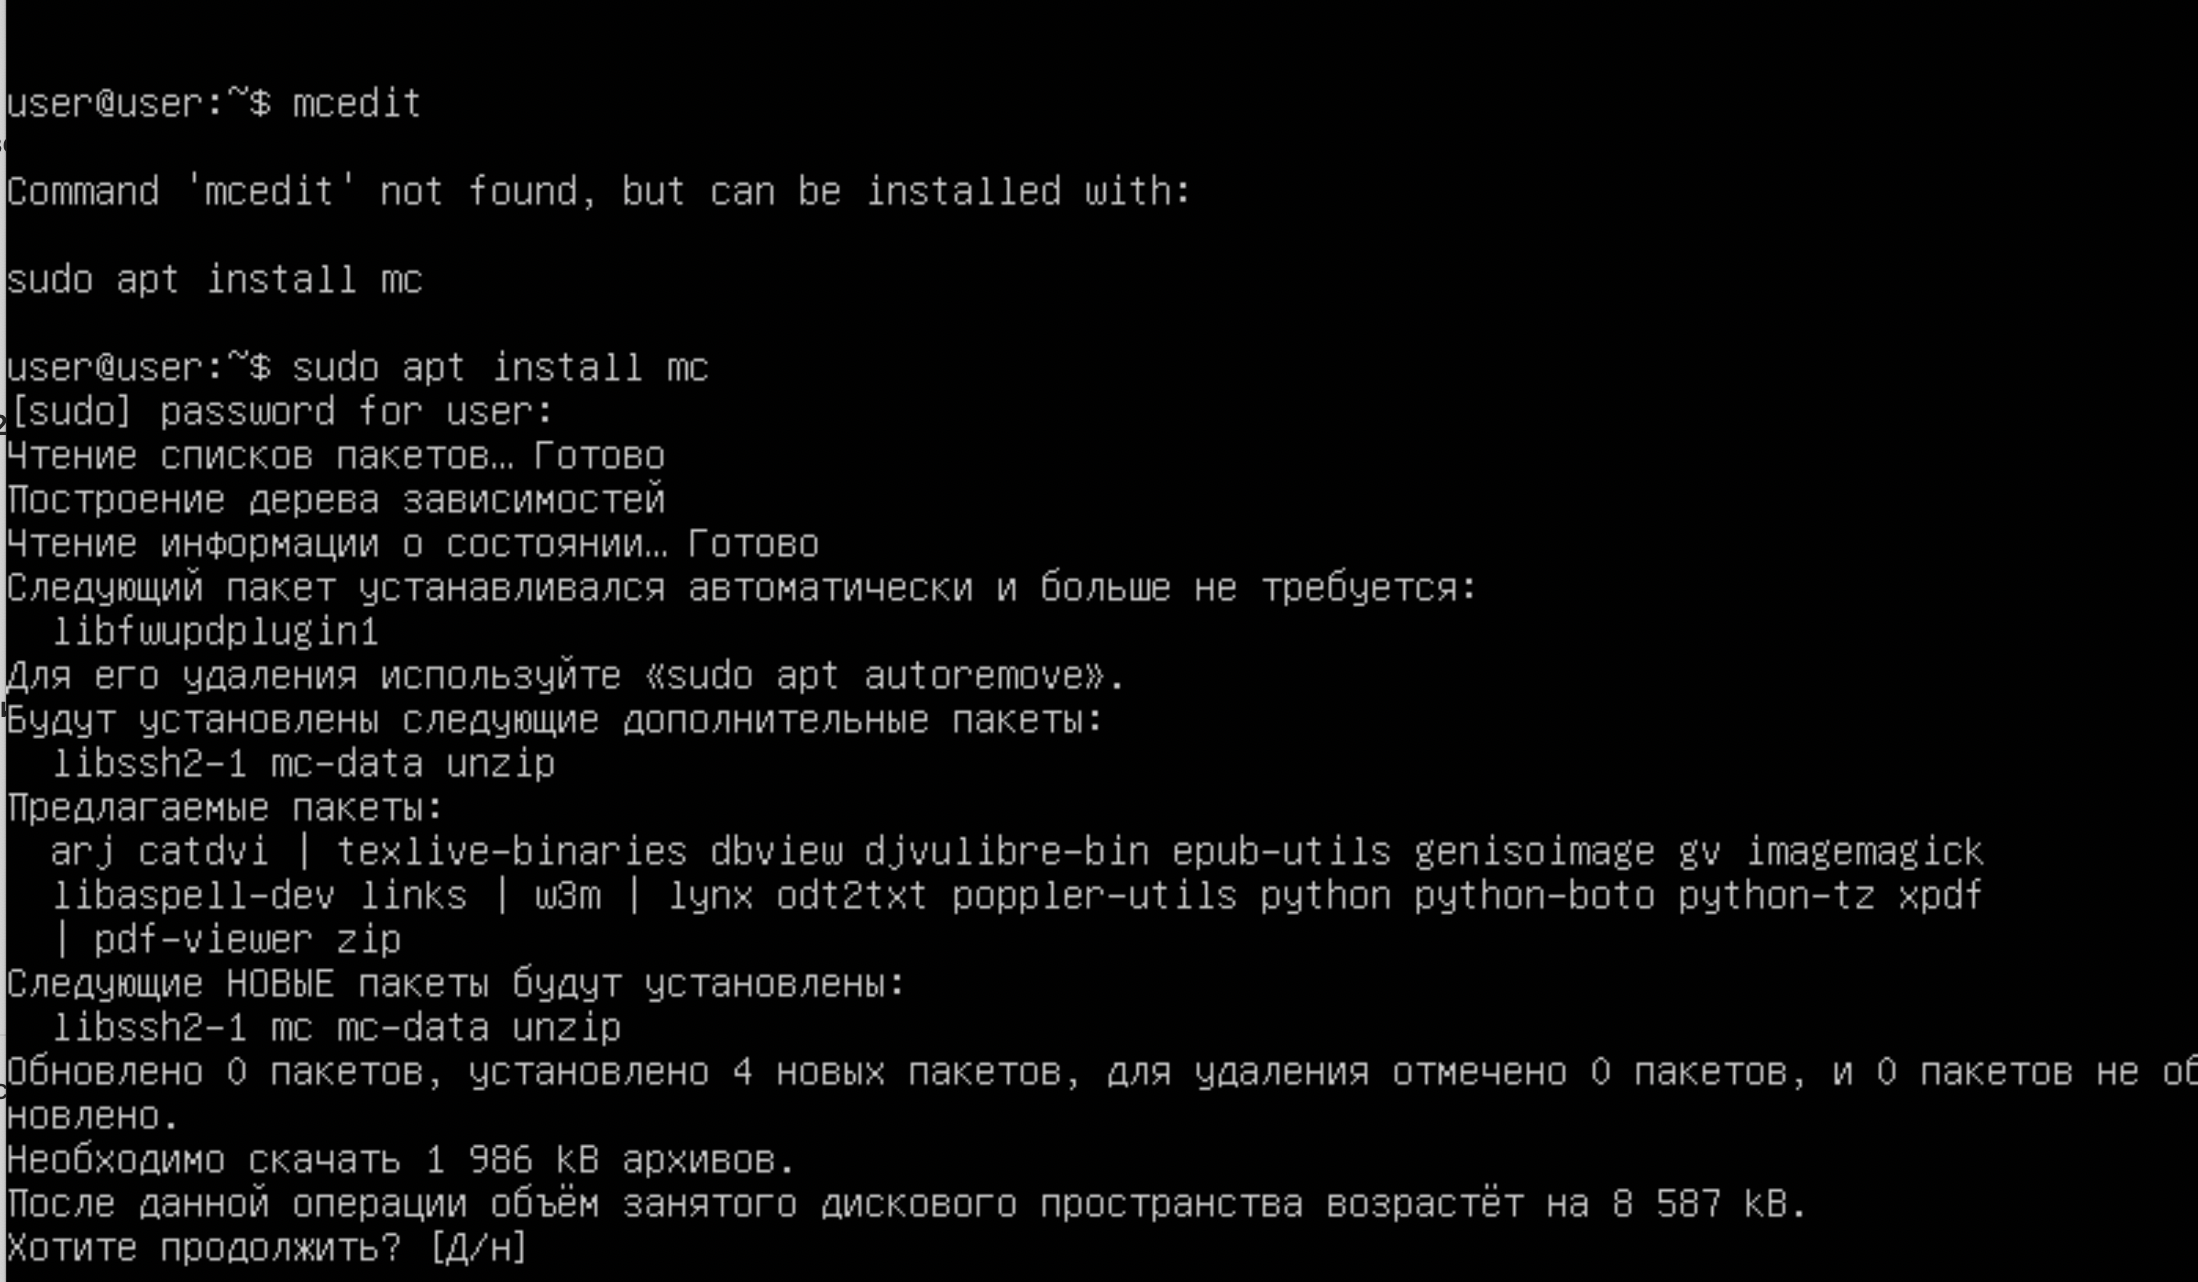 user@user:~$ mcedit
Command 'mcedit' not found, but can be installed with:
sudo apt install mc
user@user:~$ sudo apt install mc
[sudo] password for user:
Чтение списков пакетов… Готово
Построение дерева зависимостей
Чтение информации о состоянии… Готово
Следующий пакет устанавливался автоматически и больше не требуется:
  libfwupdplugin1
Для его удаления используйте «sudo apt autoremove».
Будут установлены следующие дополнительные пакеты:
  libssh2-1 mc-data unzip
Предлагаемые пакеты:
  arj catdvi | texlive-binaries dbview djvulibre-bin epub-utils genisoimage gv imagemagick
  libaspell-dev links | w3m | lynx odt2txt poppler-utils python python-boto python-tz xpdf
  | pdf-viewer zip
Следующие НОВЫЕ пакеты будут установлены:
  libssh2-1 mc mc-data unzip
Обновлено 0 пакетов, установлено 4 новых пакетов, для удаления отмечено 0 пакетов, и 0 пакетов не об
новлено.
Необходимо скачать 1 986 kB архивов.
После данной операции объём занятого дискового пространства возрастёт на 8 587 kB.
Хотите продолжить? [Д/н]